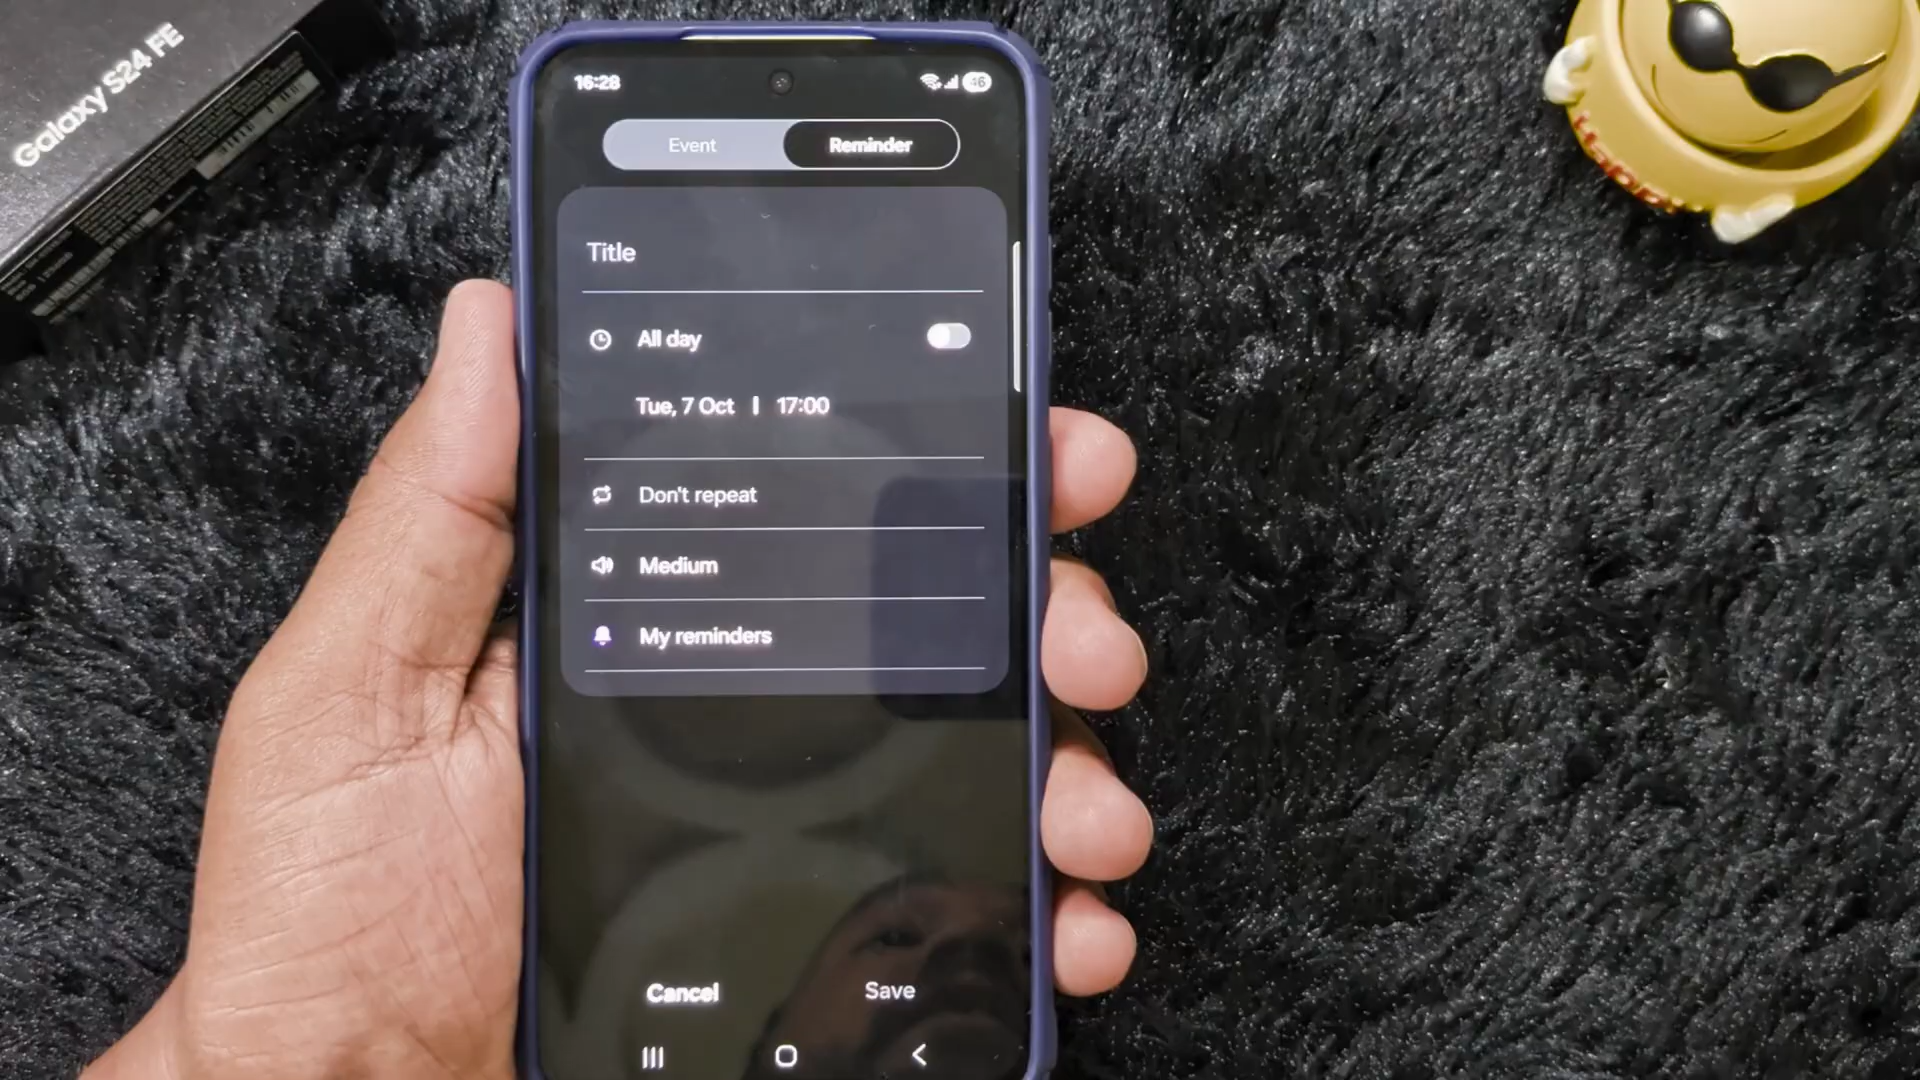 Galaxy S24 FE
16:28
46
Event
Reminder
Title
All day
Tue, 7 Oct | 17:00
Don't repeat
Medium
My reminders
Cancel
Save